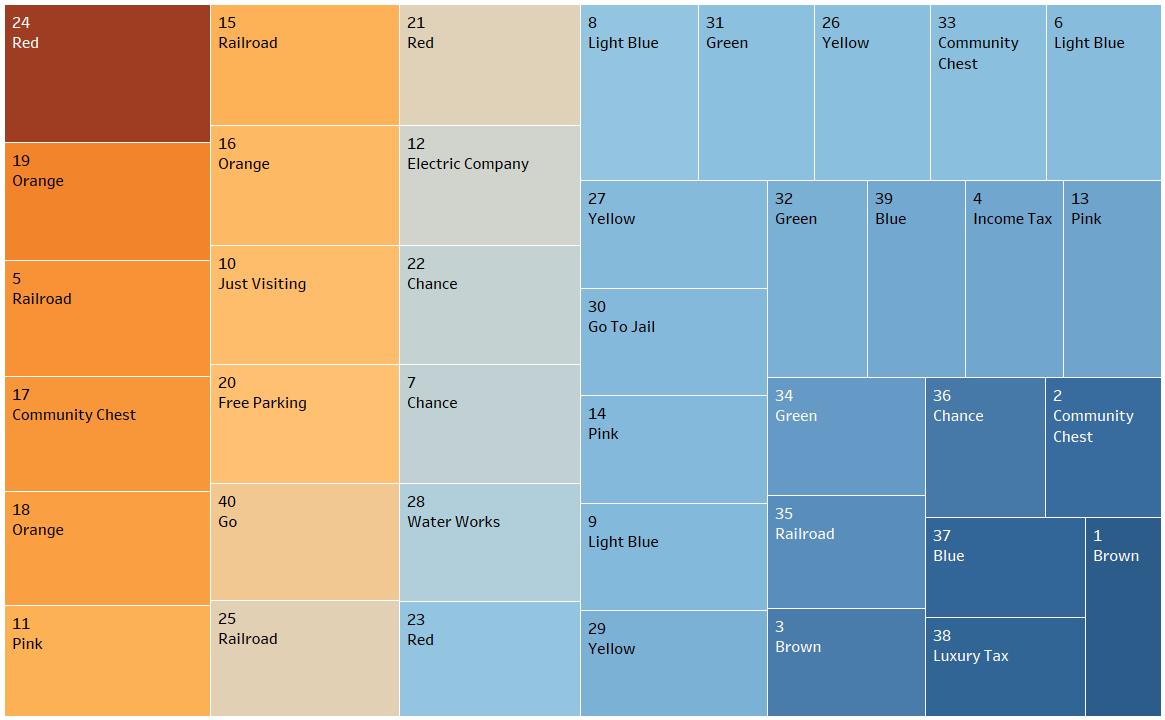 24
Red
19
Orange
5
Railroad
17
Community Chest
18
Orange
11
Pink
15
Railroad
16
Orange
10
Just Visiting
20
Free Parking
40
Go
25
Railroad
21
Red
12
Electric Company
22
Chance
7
Chance
28
Water Works
23
Red
8
Light Blue
31
Green
26
Yellow
33
Community
Chest
6
Light Blue
27
Yellow
30
Go To Jail
14
Pink
9
Light Blue
29
Yellow
32
Green
39
Blue
4
Income Tax
13
Pink
34
Green
35
Railroad
3
Brown
36
Chance
2
Community
Chest
37
Blue
38
Luxury Tax
1
Brown